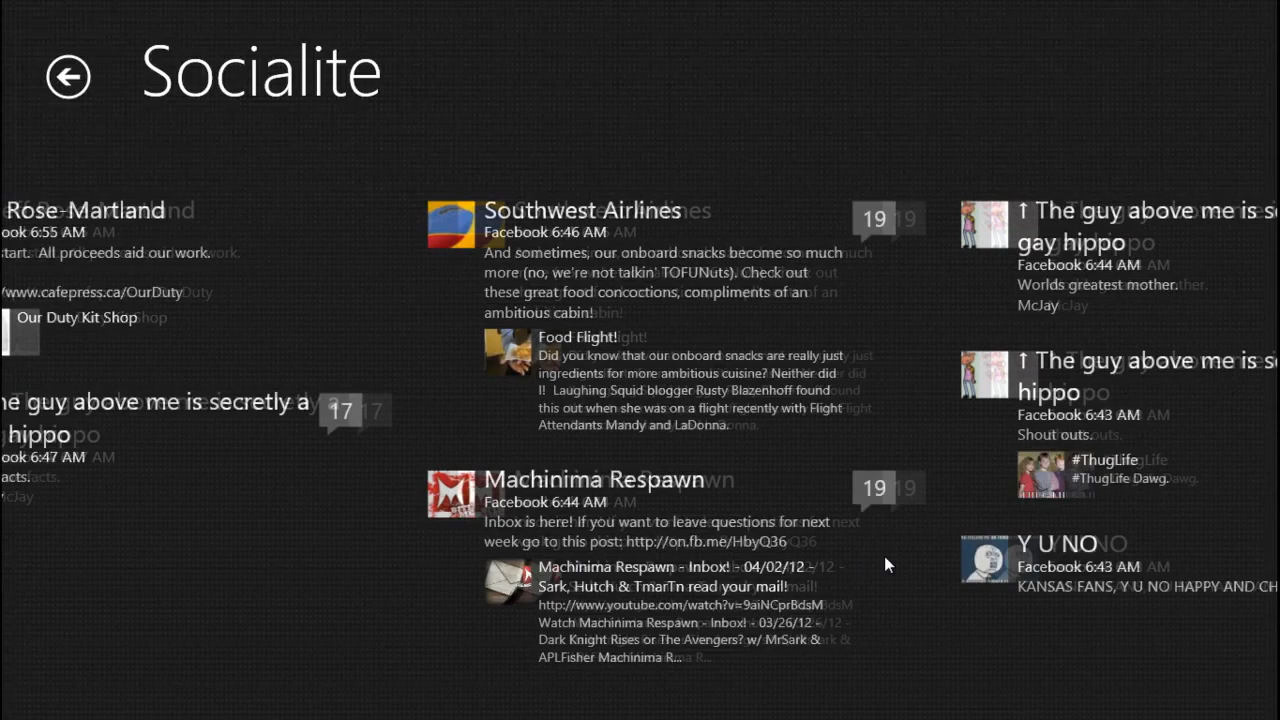 Socialite
Rose-Martland
ook 6:55 AM
tart. All proceeds aid our work.
/www.cafepress.ca/OurDuty
Our Duty Kit Shop
he guy above me is secretly a
hippo
ook 6:47 AM
acts.
17
Southwest Airlines
Facebook 6:46 AM
And sometimes, our onboard snacks become so much
more (no, we're not talkin' TOFUNuts). Check out
these great food concoctions, compliments of an
ambitious cabin!
Food Flight!
Did you know that our onboard snacks are really just
ingredients for more ambitious cuisine? Neither did
I! Laughing Squid blogger Rusty Blazenhoff found
this out when she was on a flight recently with Flight
Attendants Mandy and LaDonna.
19
Machinima Respawn
Facebook 6:44 AM
Inbox is here! If you want to leave questions for next
week go to this post; http://on.fb.me/HbyQ36
Machinima Respawn - Inbox! - 04/02/12 -
Sark, Hutch & TmarTn read your mail!
http://www.youtube.com/watch?v=9aiNCprBdsM
Watch Machinima Respawn - Inbox! - 03/26/12 -
Dark Knight Rises or The Avengers? w/ MrSark &
APLFisher Machinima R...
19
↑ The guy above me is se
gay hippo
Facebook 6:44 AM
Worlds greatest mother.
McJay
↑ The guy above me is se
hippo
Facebook 6:43 AM
Shout outs.
#ThugLife
#ThugLife Dawg.
Y U NO
Facebook 6:43 AM
KANSAS FANS, Y U NO HAPPY AND CH